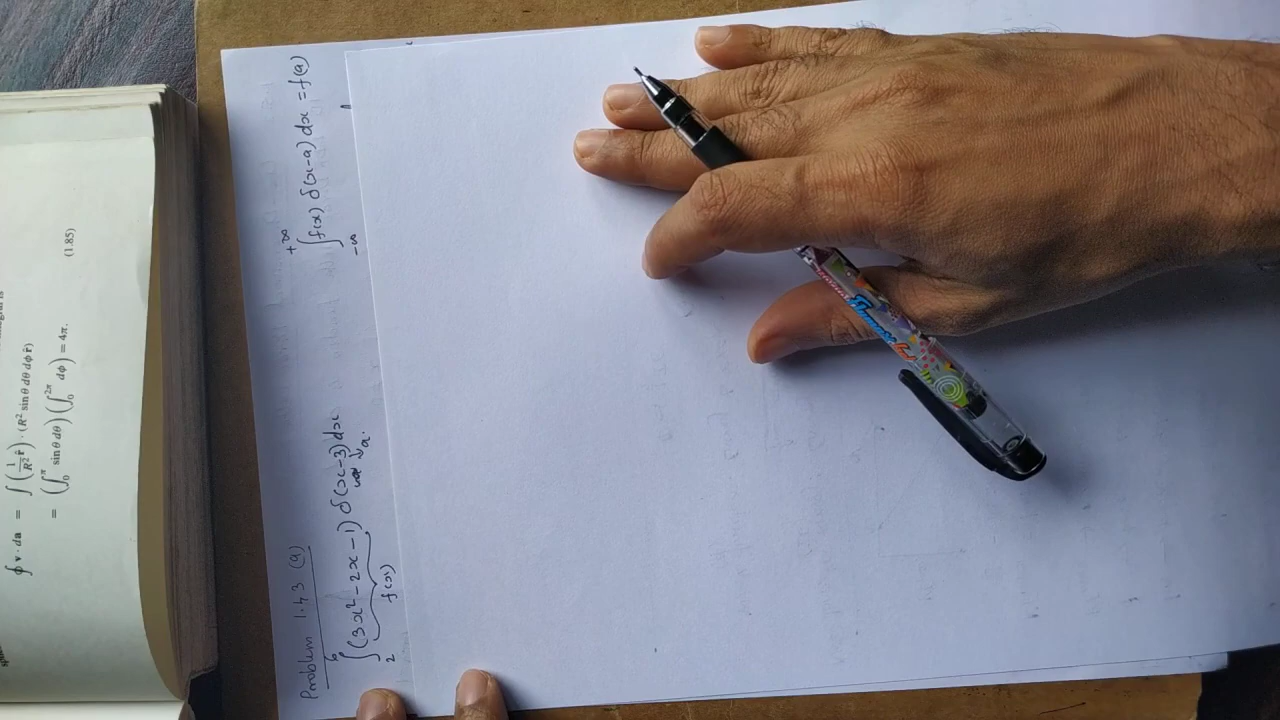 ∮ v · da = ∫ (1/R² r̂) · (R² sin θ dθ dϕ r̂)
= (∫₀^π sin θ dθ) (∫₀^2π dϕ) = 4π. (1.85)
Problem 1.43 (a)
∫₂⁶ (3x² − 2x − 1) δ(x−3) dx
f(x) a.
∫₋∞^+∞ f(x) δ(x−a) dx = f(a)